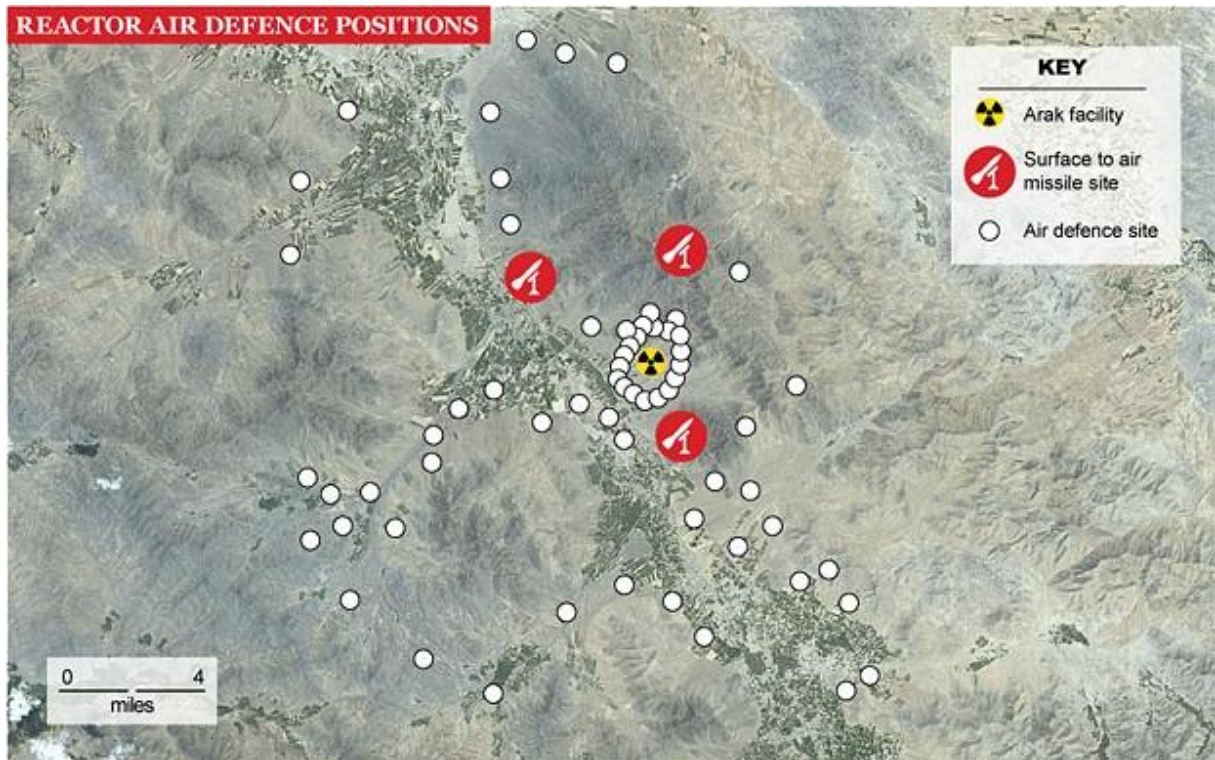 REACTOR AIR DEFENCE POSITIONS
KEY
Arak facility
Surface to air
missile site
Air defence site
0 4
miles